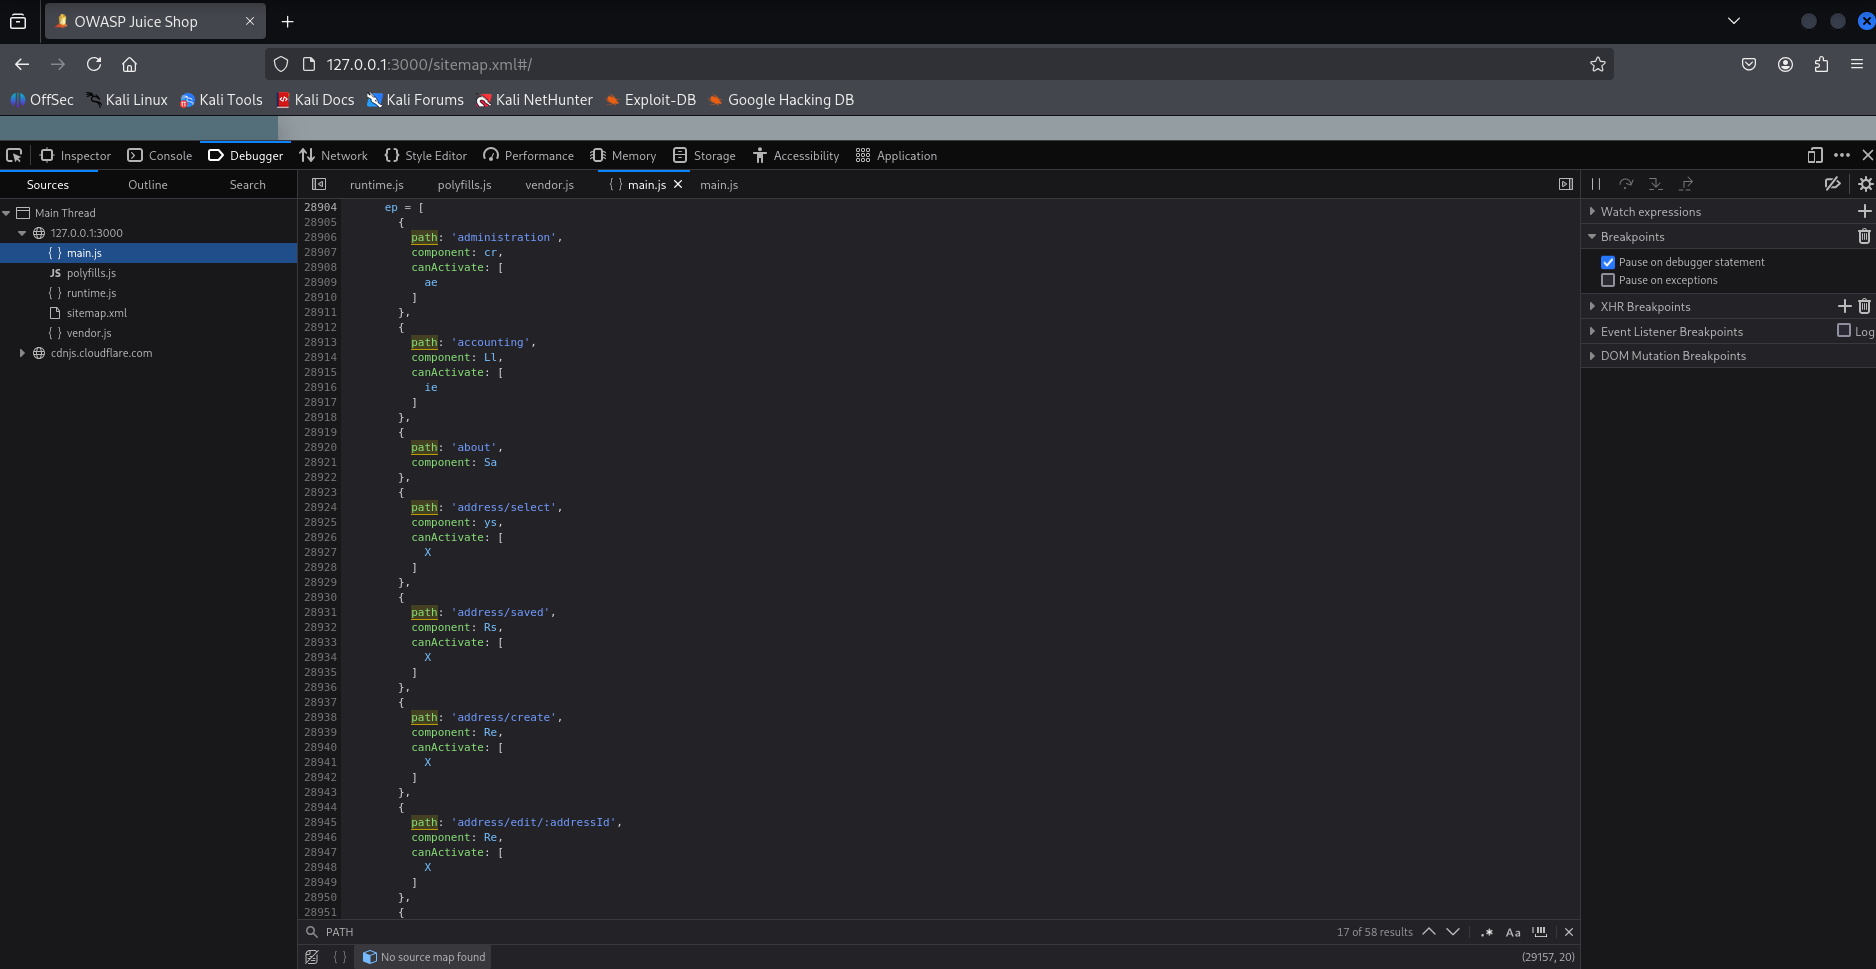 OWASP Juice Shop
127.0.0.1:3000/sitemap.xml#/
OffSec Kali Linux Kali Tools Kali Docs Kali Forums Kali NetHunter Exploit-DB Google Hacking DB
Inspector Console Debugger Network Style Editor Performance Memory Storage Accessibility Application
Sources Outline Search
runtime.js polyfills.js vendor.js { } main.js main.js
Main Thread
127.0.0.1:3000
{ } main.js
JS polyfills.js
{ } runtime.js
sitemap.xml
{ } vendor.js
cdnjs.cloudflare.com
28904 ep = [
28905 {
28906 path: 'administration',
28907 component: cr,
28908 canActivate: [
28909 ae
28910 ]
28911 },
28912 {
28913 path: 'accounting',
28914 component: Ll,
28915 canActivate: [
28916 ie
28917 ]
28918 },
28919 {
28920 path: 'about',
28921 component: Sa
28922 },
28923 {
28924 path: 'address/select',
28925 component: ys,
28926 canActivate: [
28927 X
28928 ]
28929 },
28930 {
28931 path: 'address/saved',
28932 component: Rs,
28933 canActivate: [
28934 X
28935 ]
28936 },
28937 {
28938 path: 'address/create',
28939 component: Re,
28940 canActivate: [
28941 X
28942 ]
28943 },
28944 {
28945 path: 'address/edit/:addressId',
28946 component: Re,
28947 canActivate: [
28948 X
28949 ]
28950 },
28951 {
Watch expressions
Breakpoints
Pause on debugger statement
Pause on exceptions
XHR Breakpoints
Event Listener Breakpoints Log
DOM Mutation Breakpoints
PATH 17 of 58 results .* Aa
{ } No source map found (29157, 20)